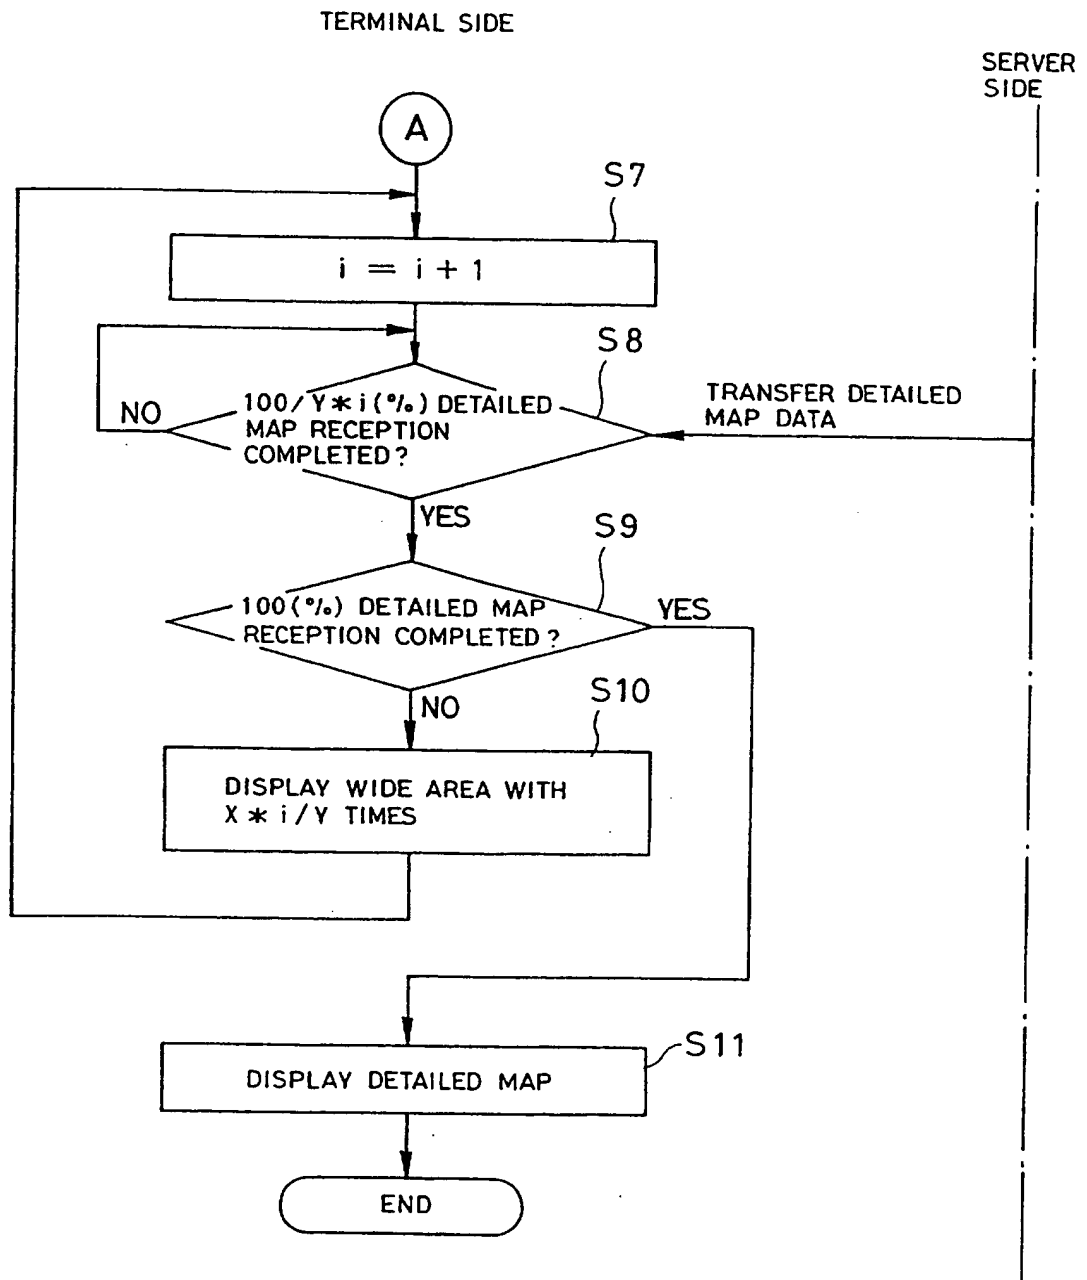 TERMINAL SIDE
SERVER
SIDE
A
S7
i = i + 1
S8
100/Y*i(%) DETAILED
MAP RECEPTION
COMPLETED?
NO
TRANSFER DETAILED
MAP DATA
YES
S9
100(%) DETAILED MAP
RECEPTION COMPLETED?
YES
NO
S10
DISPLAY WIDE AREA WITH
X * i/Y TIMES
S11
DISPLAY DETAILED MAP
END